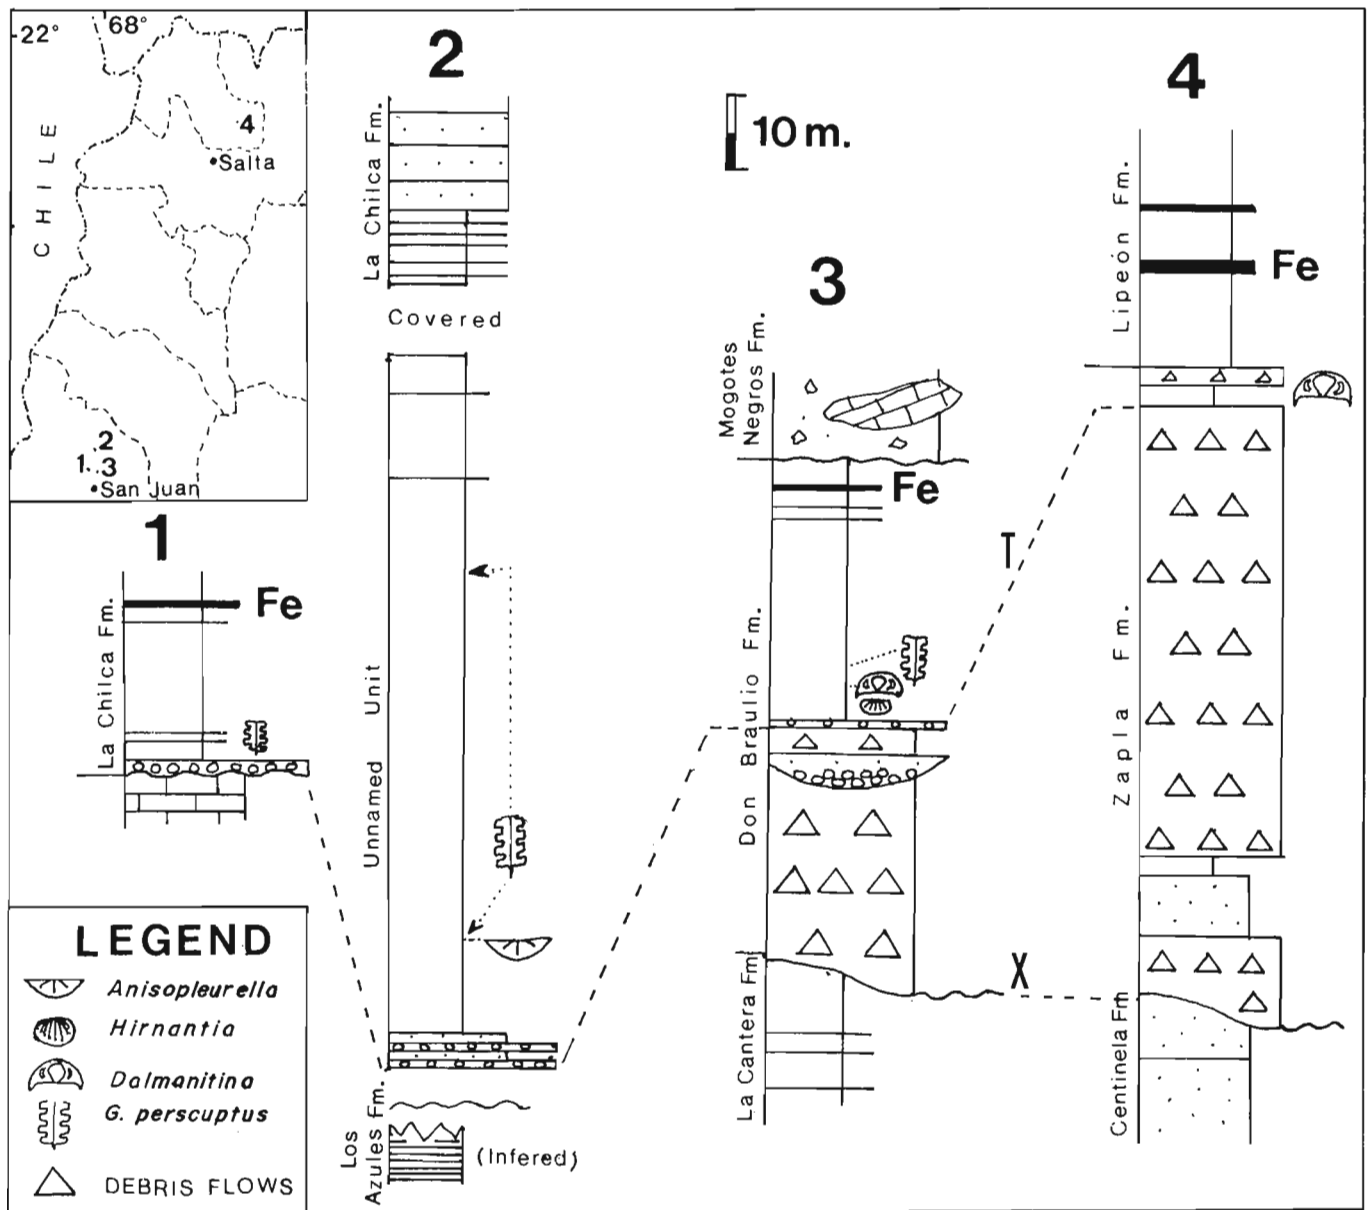 22°
68°
CHILE
4
Salta
2
1
3
San Juan
1
La Chilca Fm.
Fe
LEGEND
Anisopleurella
Hirnantia
Dalmanitina
G. perscuptus
DEBRIS FLOWS
2
La Chilca Fm.
Covered
Unnamed Unit
Los
Azules Fm.
(Infered)
10 m.
3
Mogotes
Negros Fm.
Fe
Don Braulio Fm.
La Cantera Fm
T
X
4
Lipeón Fm.
Fe
Zapla Fm.
Centinela Fm